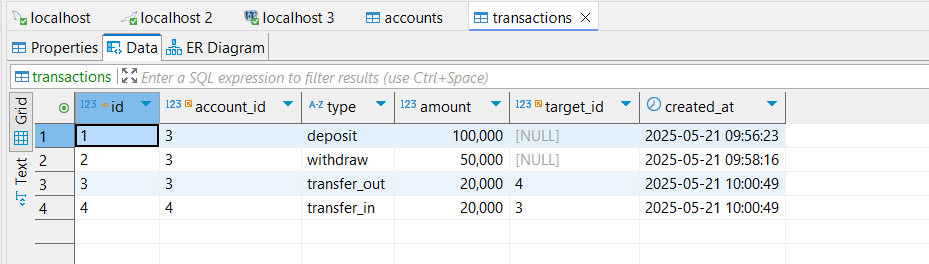 localhost localhost 2 localhost 3 accounts transactions
Properties Data ER Diagram
transactions Enter a SQL expression to filter results (use Ctrl+Space)
Grid
Text
123 id 123 account_id A-Z type 123 amount 123 target_id created_at
1 1 3 deposit 100,000 [NULL] 2025-05-21 09:56:23
2 2 3 withdraw 50,000 [NULL] 2025-05-21 09:58:16
3 3 3 transfer_out 20,000 4 2025-05-21 10:00:49
4 4 4 transfer_in 20,000 3 2025-05-21 10:00:49